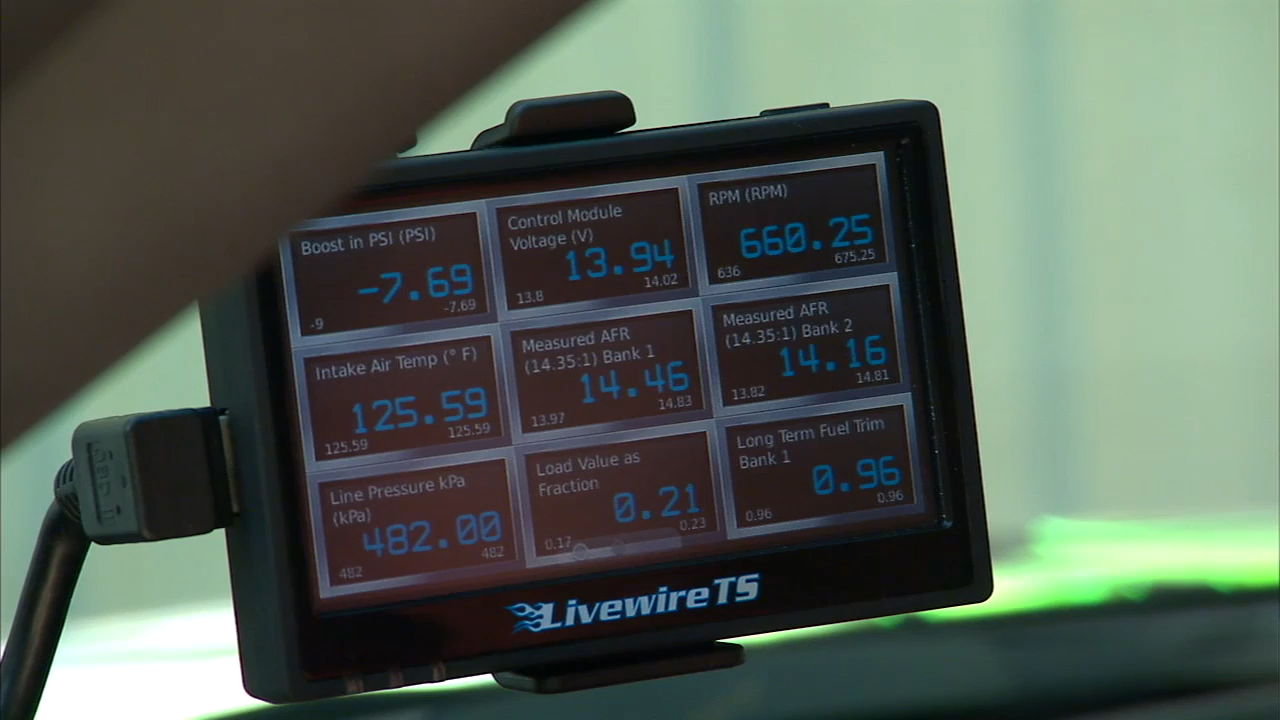 Boost in PSI (PSI)
-7.69
-9
-7.69
Control Module
Voltage (V)
13.94
13.8
14.02
RPM (RPM)
660.25
636
675.25
Intake Air Temp (° F)
125.59
125.59
125.59
Measured AFR
(14.35:1) Bank 1
14.46
13.97
14.83
Measured AFR
(14.35:1) Bank 2
14.16
13.82
14.81
Line Pressure kPa
(kPa)
482.00
482
482
Load Value as
Fraction
0.21
0.17
0.23
Long Term Fuel Trim
Bank 1
0.96
0.96
0.96
LivewireTS